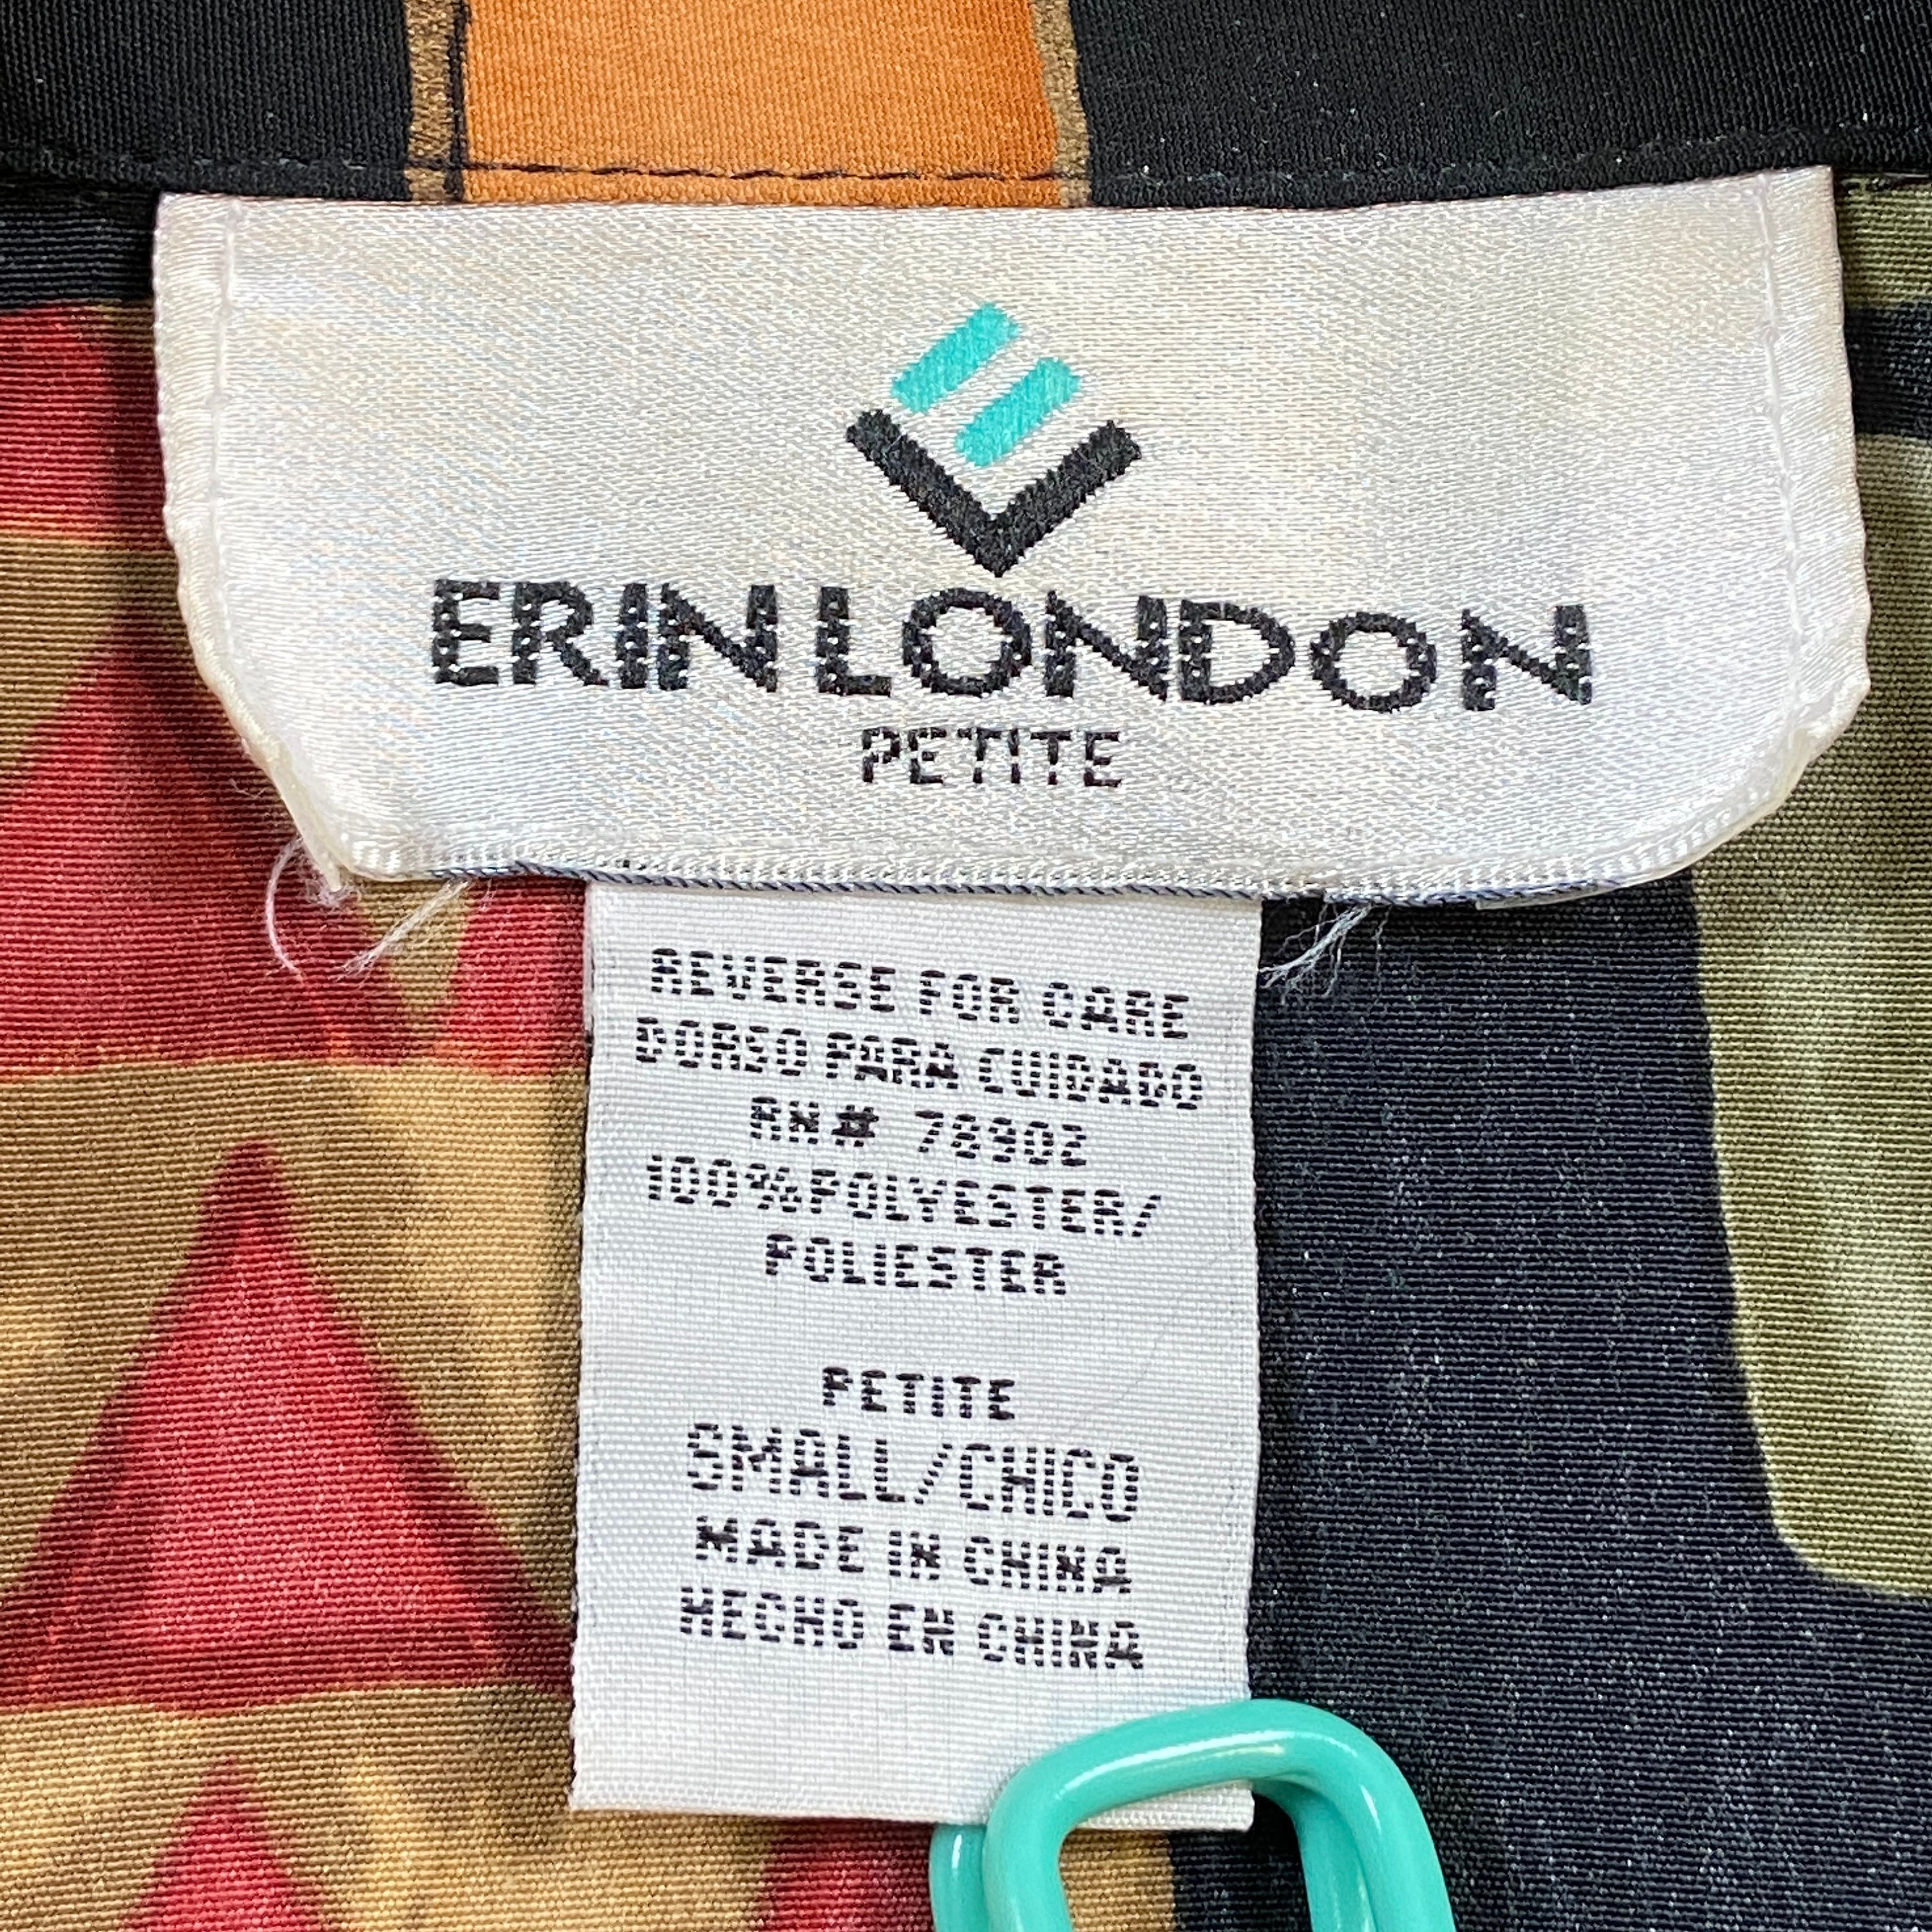 ERIN LONDON
PETITE
REVERSE FOR CARE
DORSO PARA CUIDADO
RN# 78902
100%POLYESTER/
POLIESTER
PETITE
SMALL/CHICO
MADE IN CHINA
HECHO EN CHINA